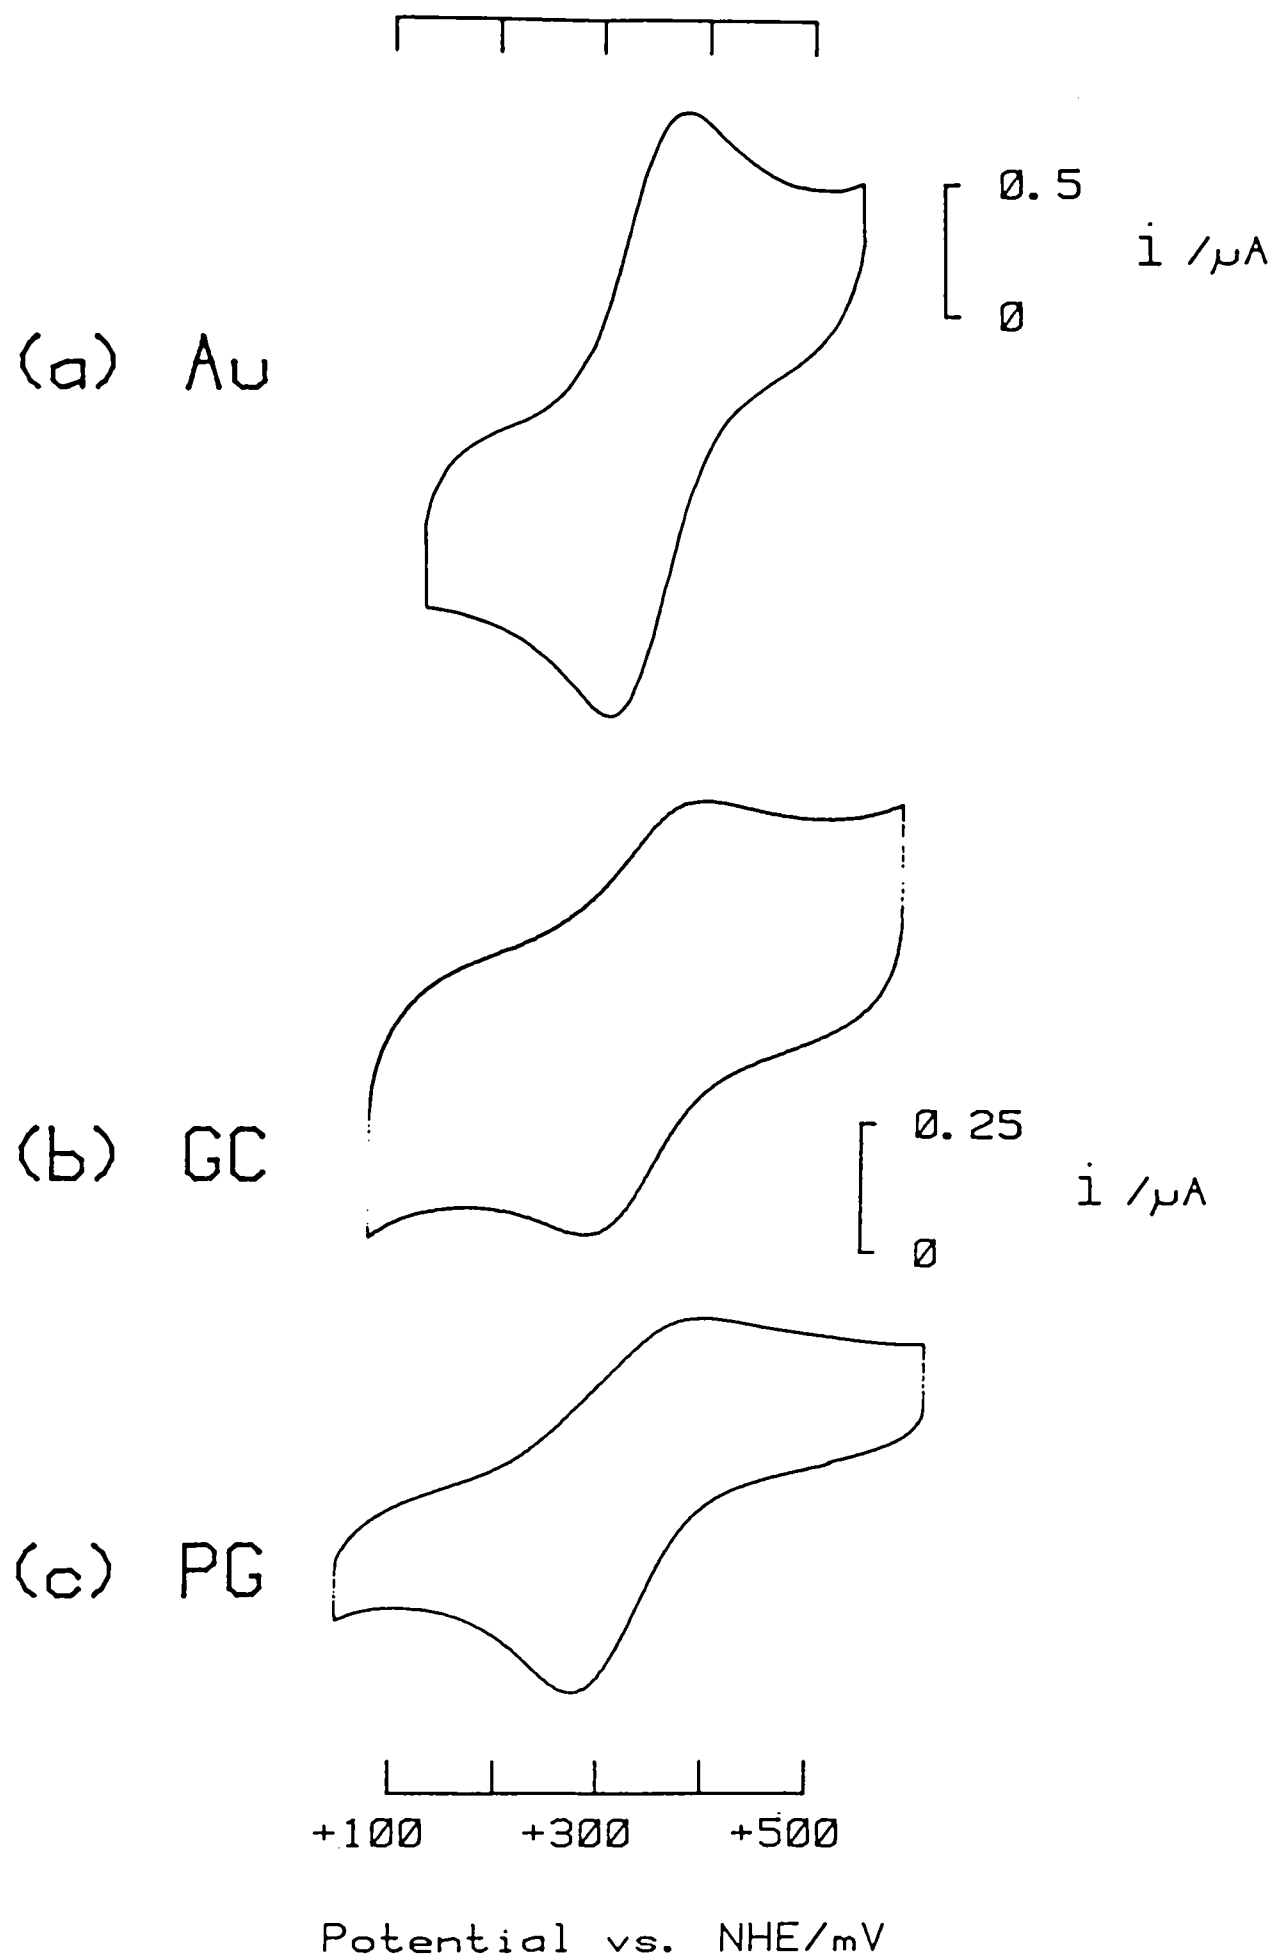 0.5
i /μA
0
(a) Au
0.25
(b) GC
i /μA
0
(c) PG
+100 +300 +500
Potential vs. NHE/mV